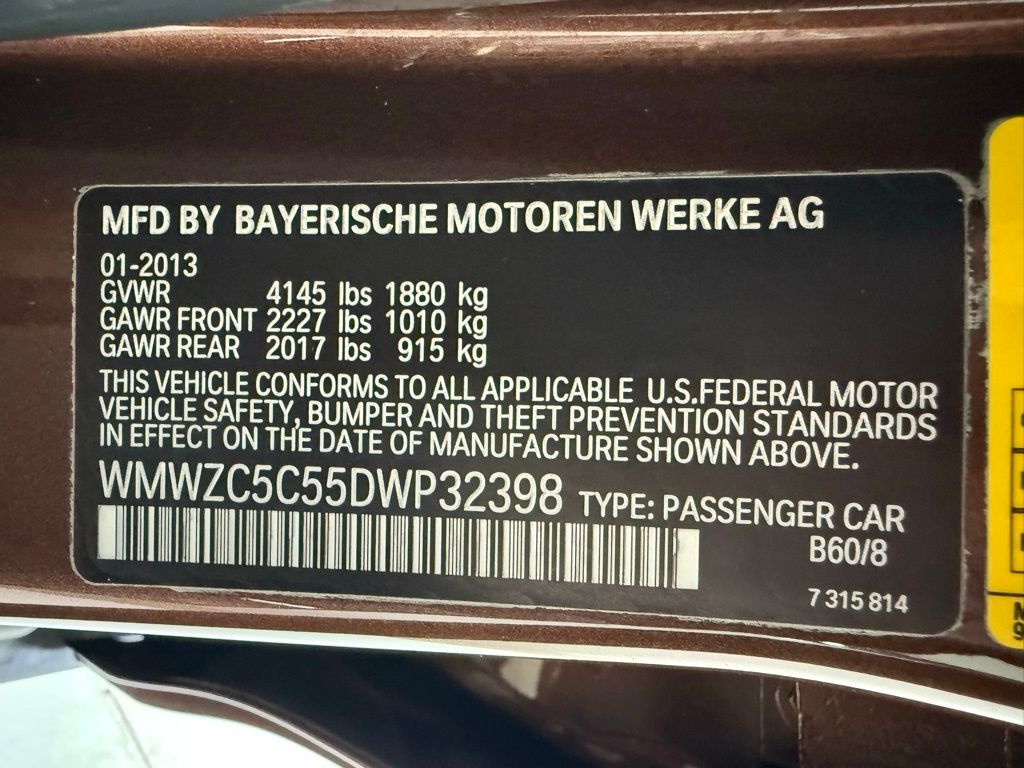 MFD BY BAYERISCHE MOTOREN WERKE AG
01-2013
GVWR 4145 lbs 1880 kg
GAWR FRONT 2227 lbs 1010 kg
GAWR REAR 2017 lbs 915 kg
THIS VEHICLE CONFORMS TO ALL APPLICABLE U.S.FEDERAL MOTOR
VEHICLE SAFETY, BUMPER AND THEFT PREVENTION STANDARDS
IN EFFECT ON THE DATE OF MANUFACTURE SHOWN ABOVE.
WMWZC5C55DWP32398 TYPE: PASSENGER CAR
B60/8
7 315 814